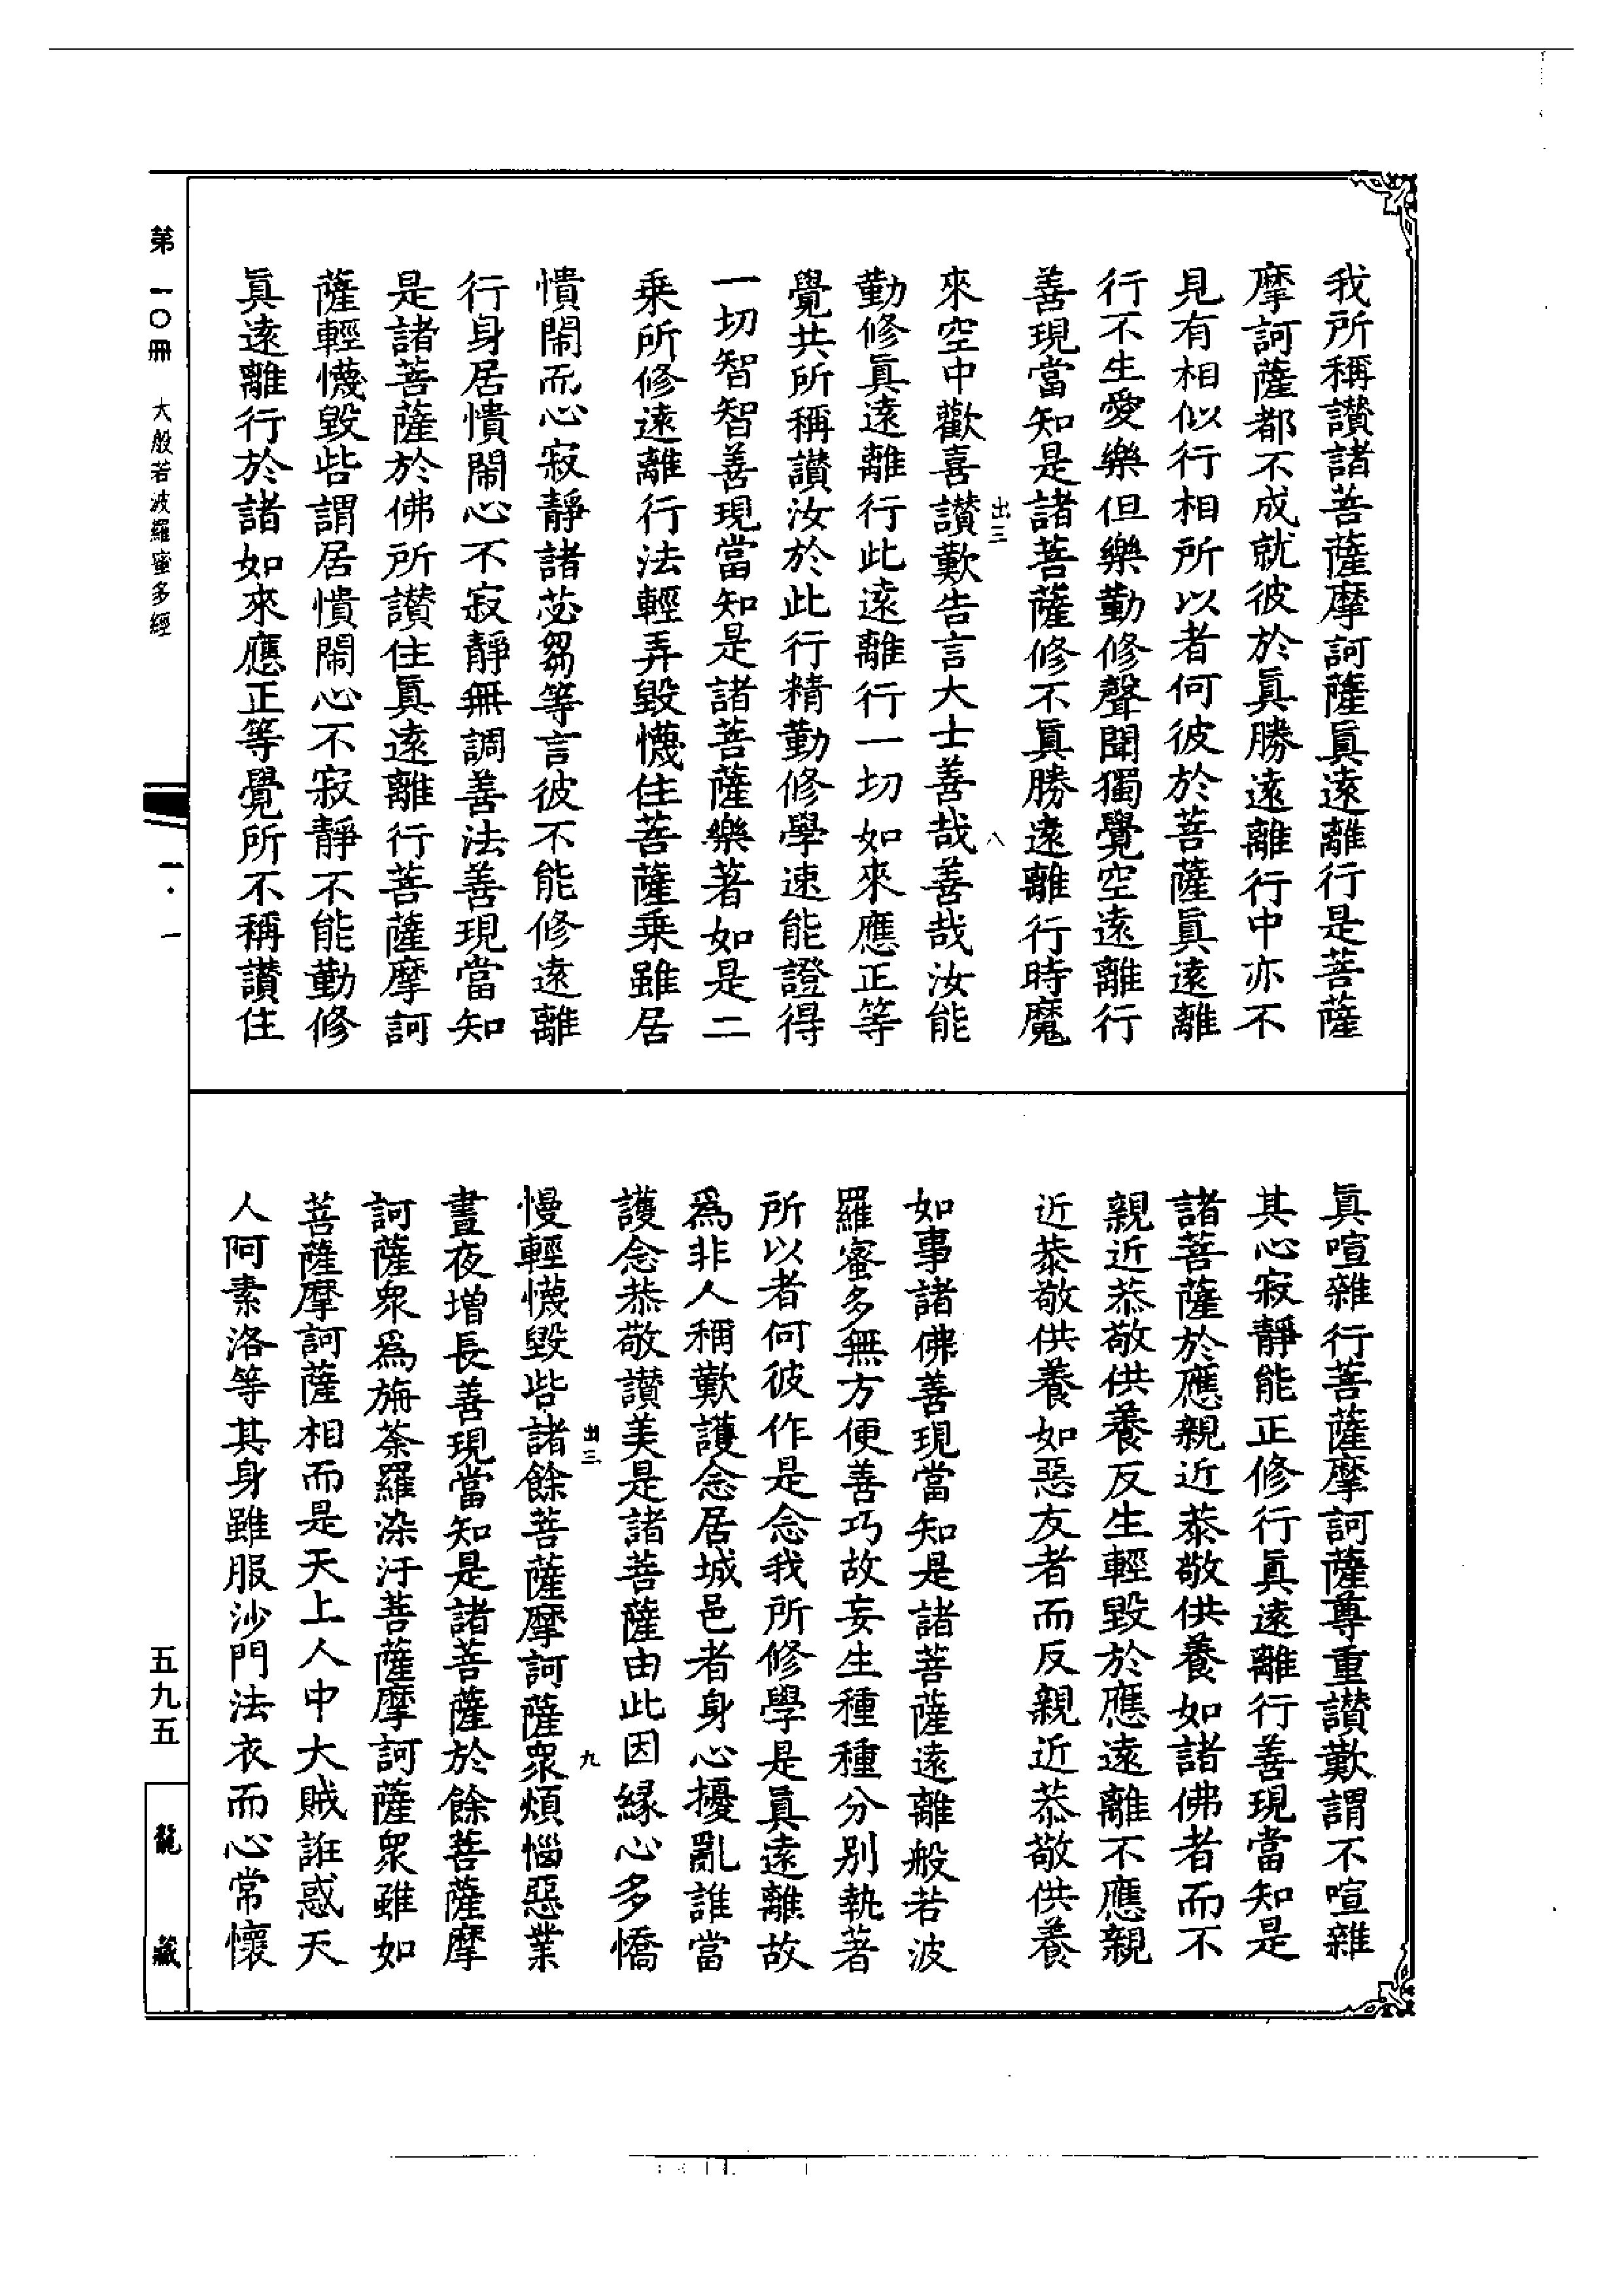 我所稱讃諸菩薩摩訶薩眞遠離行是菩薩
摩訶薩都不成就彼於眞勝遠離行中亦不
見有相似行相所以者何彼於菩薩眞遠離
行不生愛樂但樂勤修聲聞獨覺空遠離行
善現當知是諸菩薩修不眞勝遠離行時魔
出三 八
來空中歡喜讃歎告言大士善哉善哉汝能
勤修眞遠離行此遠離行一切如來應正等
覺共所稱讃汝於此行精勤修學速能證得
一切智智善現當知是諸菩薩樂著如是二
乘所修遠離行法輕弄毀懱住菩薩乘雖居
憒閙而心寂靜諸苾芻等言彼不能修遠離
行身居憒閙心不寂靜無調善法善現當知
是諸菩薩於佛所讃住眞遠離行菩薩摩訶
薩輕懱毀呰謂居憒閙心不寂靜不能勤修
眞遠離行於諸如來應正等覺所不稱讃住
眞喧雜行菩薩摩訶薩尊重讃歎謂不喧雜
其心寂靜能正修行眞遠離行善現當知是
諸菩薩於應親近恭敬供養如諸佛者而不
親近恭敬供養反生輕毀於應遠離不應親
近恭敬供養如惡友者而反親近恭敬供養
如事諸佛善現當知是諸菩薩遠離般若波
羅蜜多無方便善巧故妄生種種分別執著
所以者何彼作是念我所修學是眞遠離故
爲非人稱歎護念居城邑者身心擾亂誰當
護念恭敬讃美是諸菩薩由此因緣心多憍
出三 九
慢輕懱毀呰諸餘菩薩摩訶薩衆煩惱惡業
晝夜增長善現當知是諸菩薩於餘菩薩摩
訶薩衆爲旃荼羅染汙菩薩摩訶薩衆雖如
菩薩摩訶薩相而是天上人中大賊誑惑天
人阿素洛等其身雖服沙門法衣而心常懷
第一〇冊 大般若波羅蜜多經
一·一
五九五
龍藏